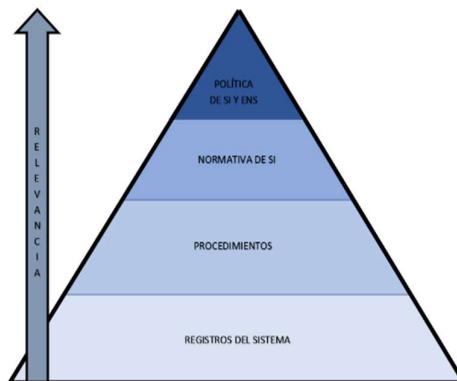 RELEVANCIA
POLÍTICA
DE SI Y ENS
NORMATIVA DE SI
PROCEDIMIENTOS
REGISTROS DEL SISTEMA